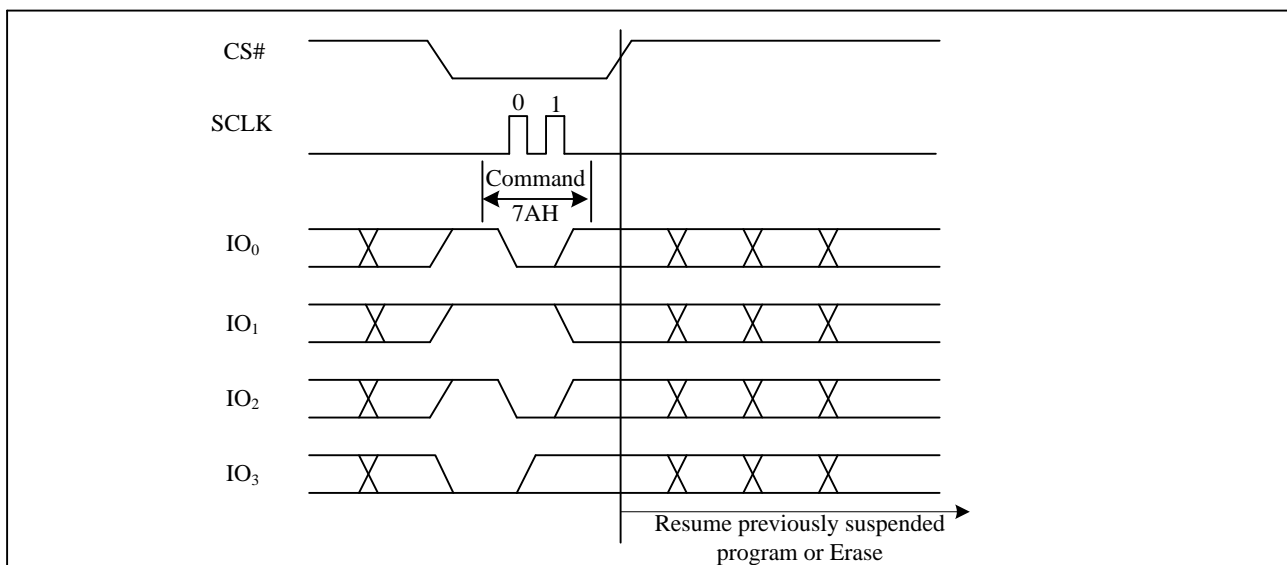 CS#
0 1
SCLK
Command
7AH
IO₀
IO₁
IO₂
IO₃
Resume previously suspended
program or Erase